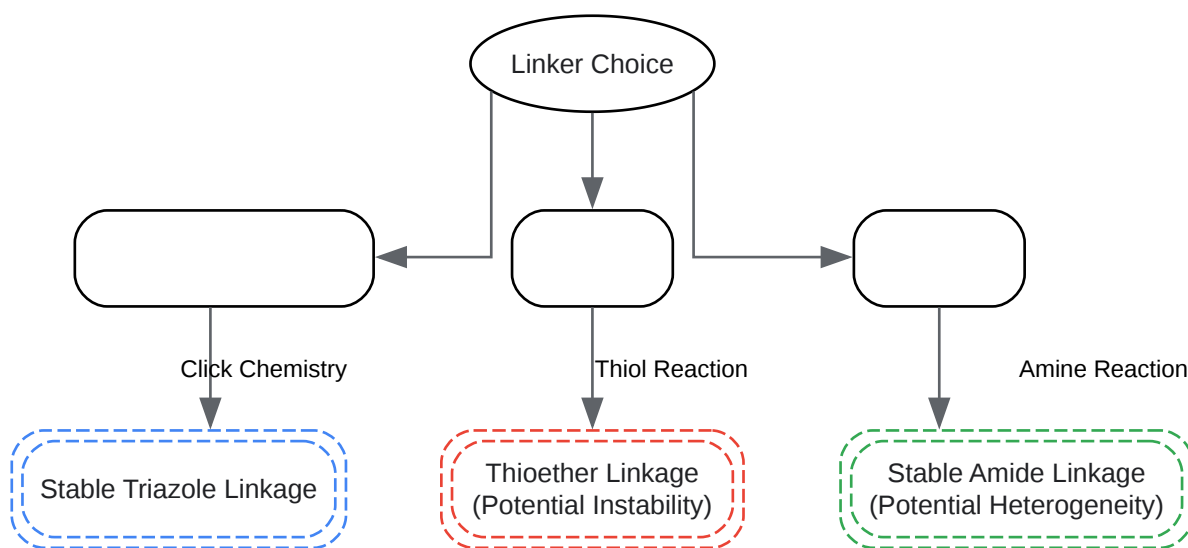 Linker Choice
Click Chemistry
Thiol Reaction
Amine Reaction
Stable Triazole Linkage
Thioether Linkage
(Potential Instability)
Stable Amide Linkage
(Potential Heterogeneity)